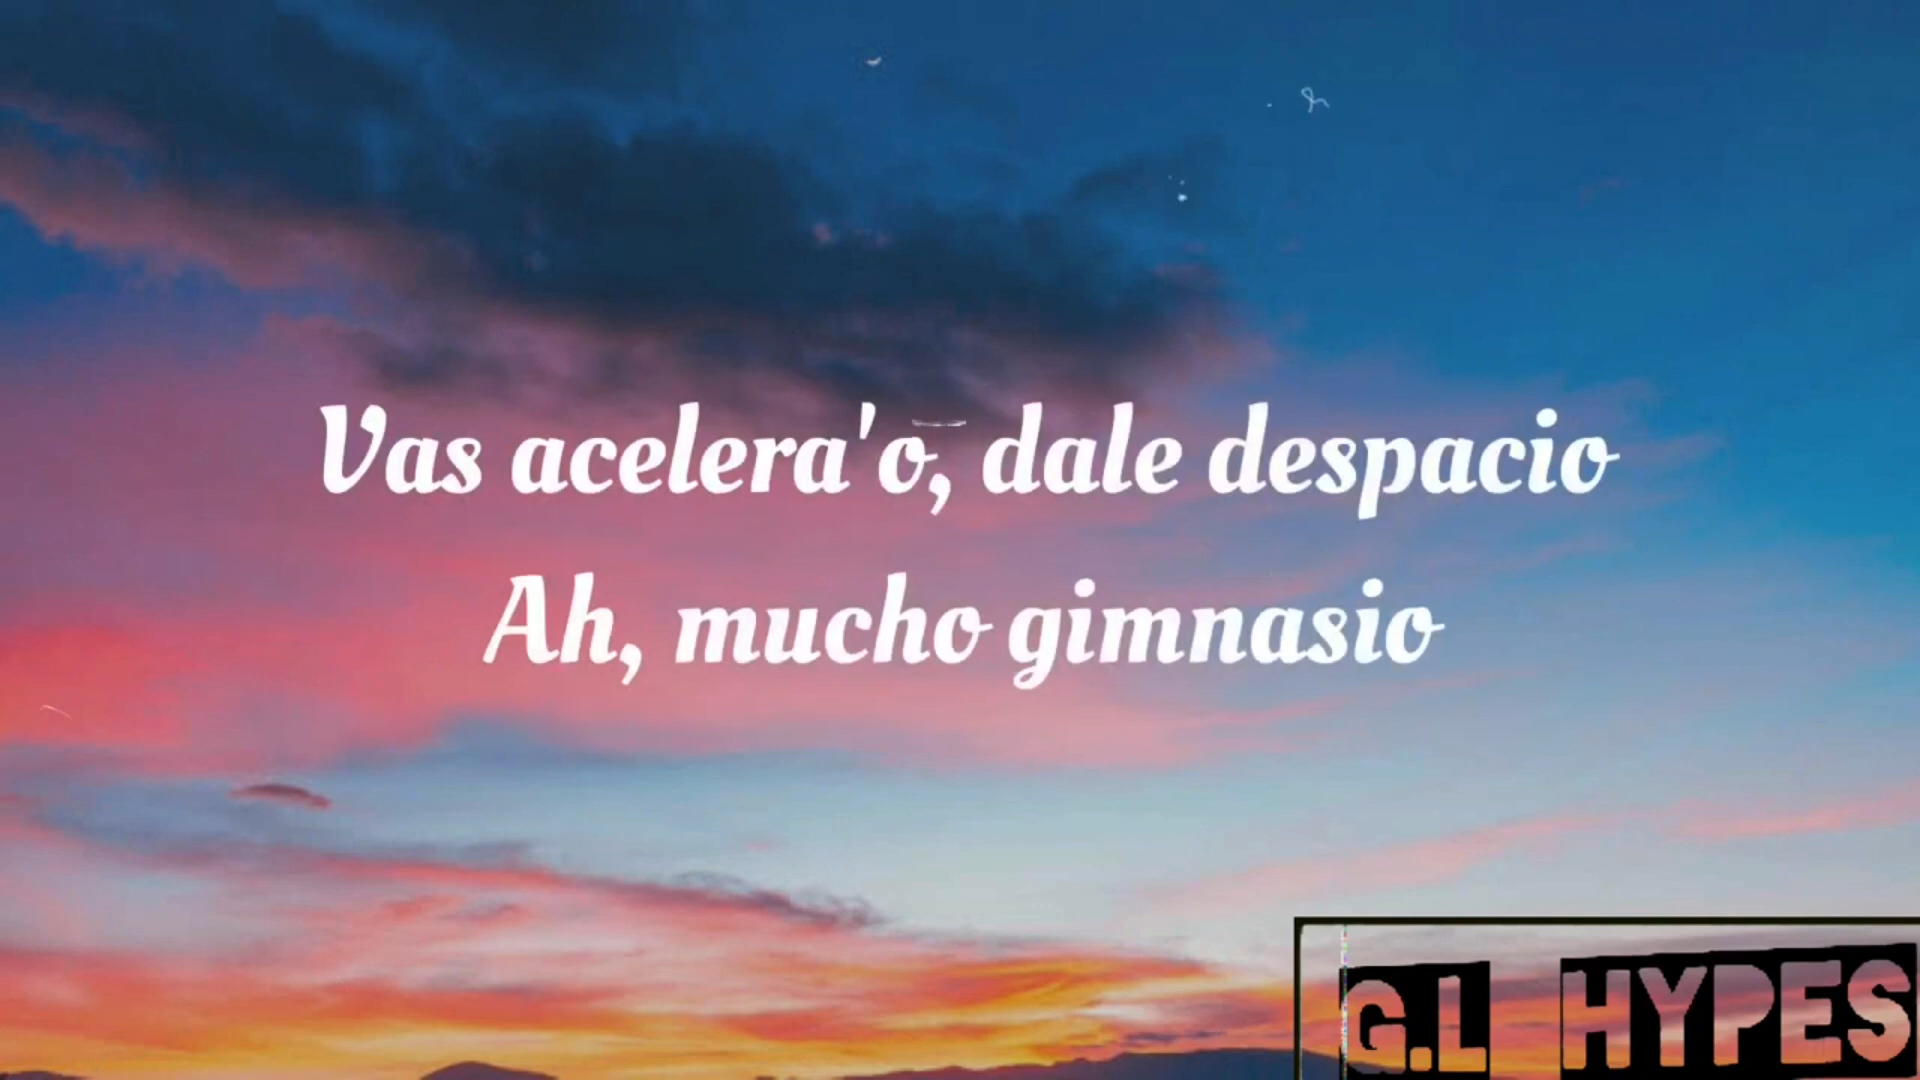 Vas acelera'o, dale despacio
Ah, mucho gimnasio
G.L HYPES